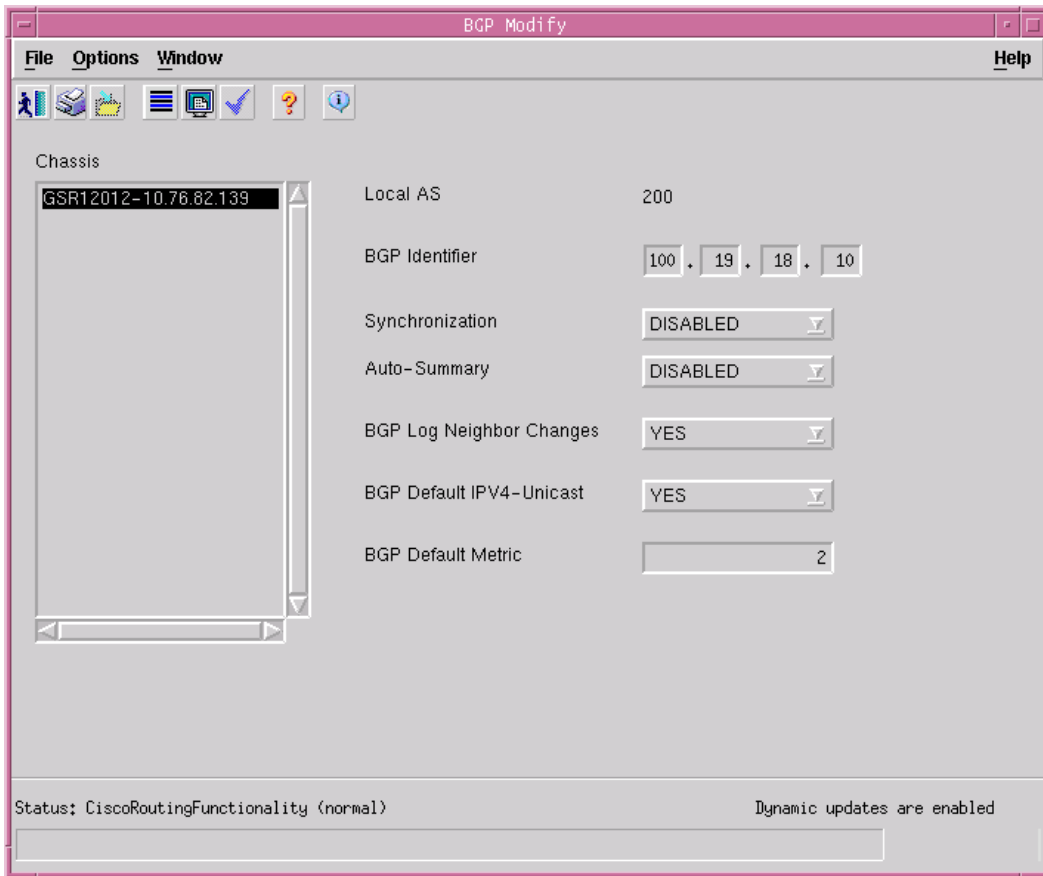 BGP Modify
File Options Window Help
Chassis
GSR12012-10.76.82.139
Local AS 200
BGP Identifier 100 . 19 . 18 . 10
Synchronization DISABLED
Auto-Summary DISABLED
BGP Log Neighbor Changes YES
BGP Default IPV4-Unicast YES
BGP Default Metric 2
Status: CiscoRoutingFunctionality (normal) Dynamic updates are enabled